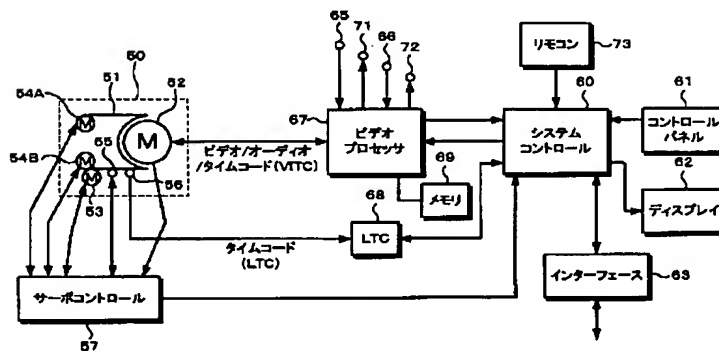 50
65
71
66
72
リモコン
73
54A
51
52
60
61
67
M
M
ビデオ
プロセッサ
システム
コントロール
コントロール
パネル
54B
55
ビデオ/オーディオ
/タイムコード(VITC)
69
62
M
M
56
メモリ
ディスプレイ
53
68
タイムコード
(LTC)
LTC
インターフェース
63
サーボコントロール
57